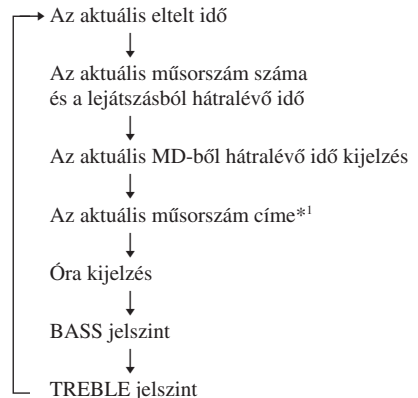 Az aktuális eltelt idő
Az aktuális műsorszám száma
és a lejátszásból hátralévő idő
Az aktuális MD-ből hátralévő idő kijelzés
Az aktuális műsorszám címe*¹
Óra kijelzés
BASS jelszint
TREBLE jelszint